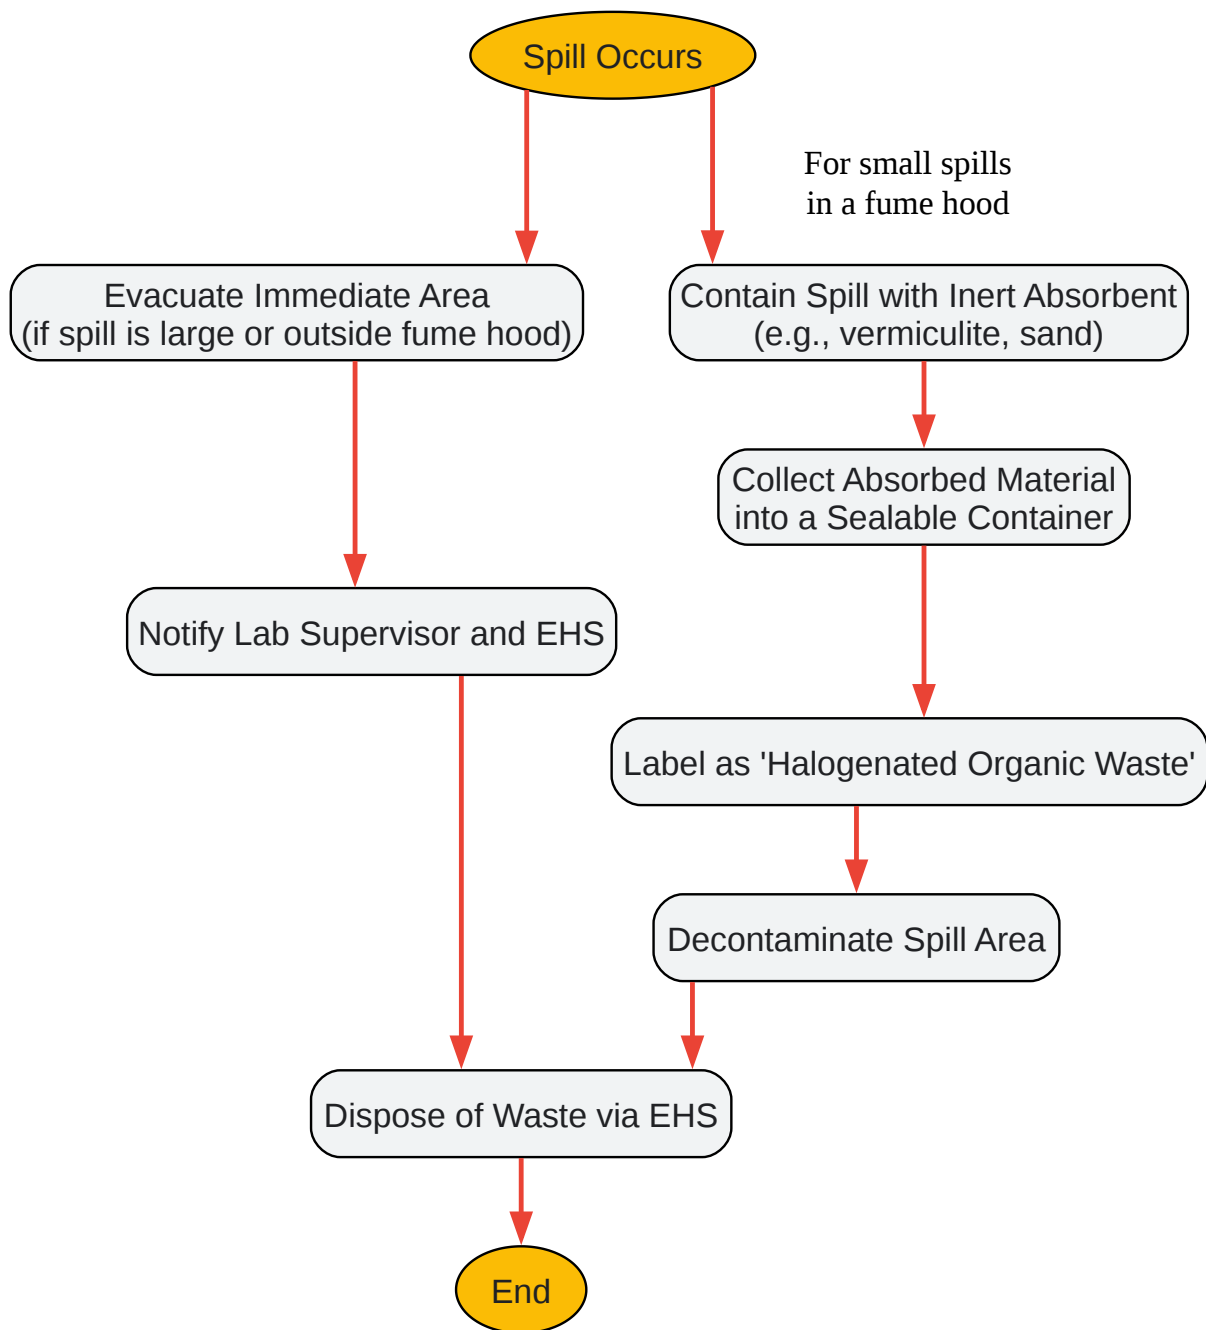 Spill Occurs
For small spills
in a fume hood
Evacuate Immediate Area
(if spill is large or outside fume hood)
Contain Spill with Inert Absorbent
(e.g., vermiculite, sand)
Collect Absorbed Material
into a Sealable Container
Notify Lab Supervisor and EHS
Label as 'Halogenated Organic Waste'
Decontaminate Spill Area
Dispose of Waste via EHS
End